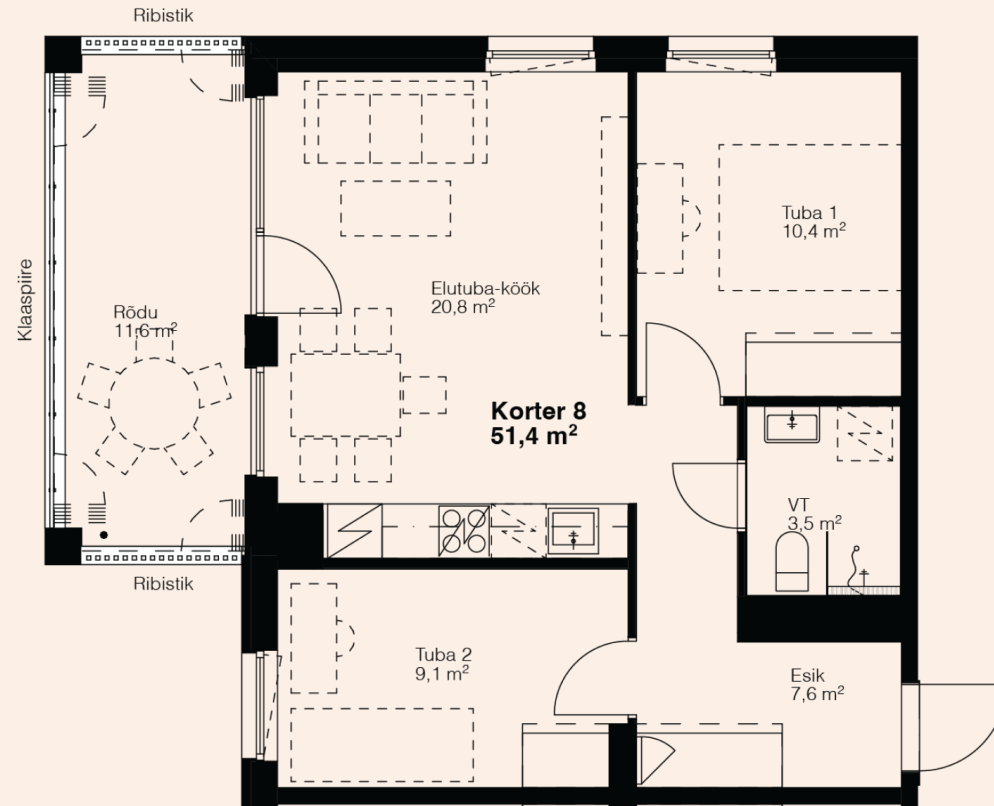 Ribistik
Klaaspiire
Rõdu
11,6 m²
Elutuba-köök
20,8 m²
Tuba 1
10,4 m²
Korter 8
51,4 m²
VT
3,5 m²
Ribistik
Tuba 2
9,1 m²
Esik
7,6 m²